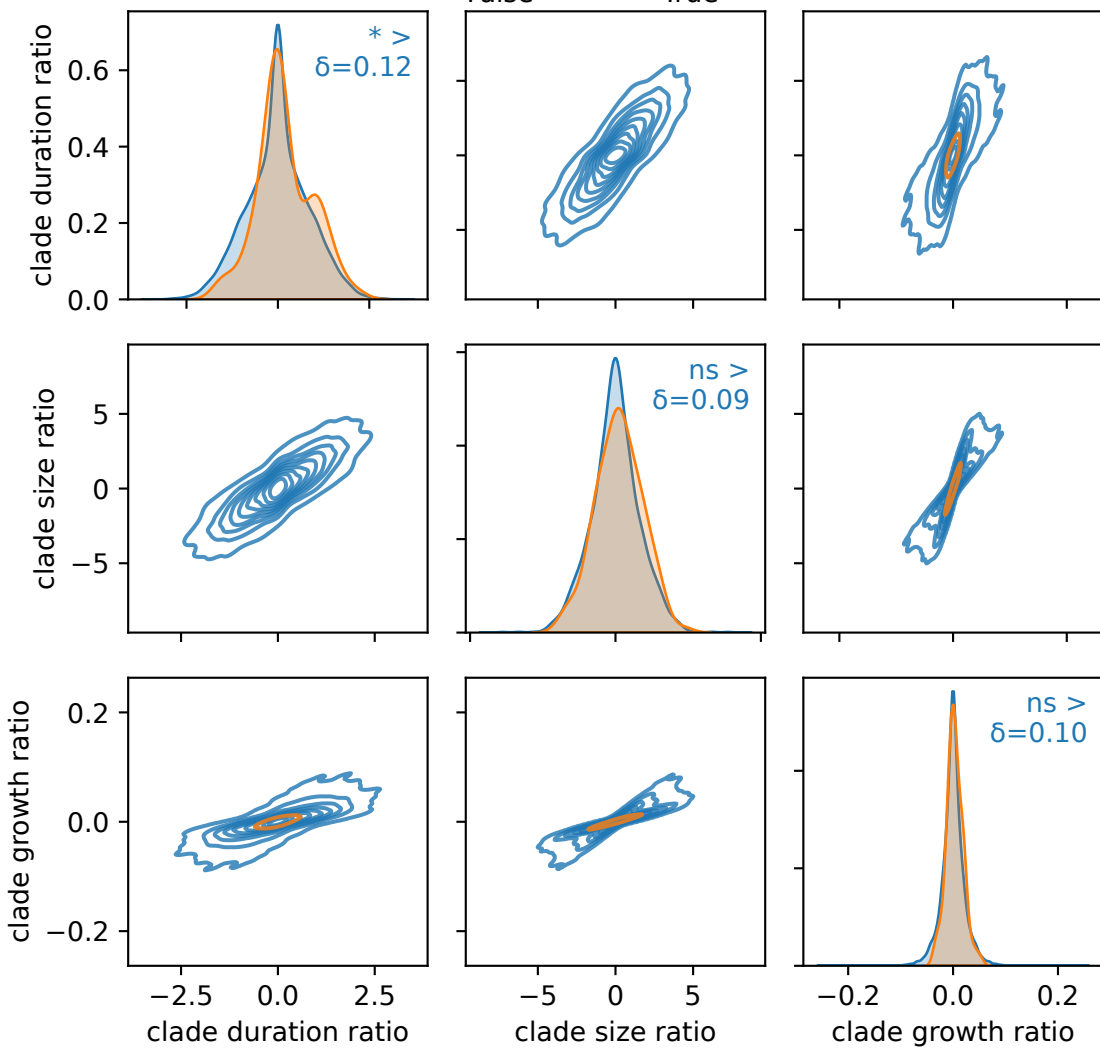 True
clade duration ratio
0.6
0.4
0.2
0.0
* >
δ=0.12
clade size ratio
5
0
−5
ns >
δ=0.09
clade growth ratio
0.2
0.0
−0.2
ns >
δ=0.10
−2.5 0.0 2.5
−5 0 5
−0.2 0.0 0.2
clade duration ratio
clade size ratio
clade growth ratio